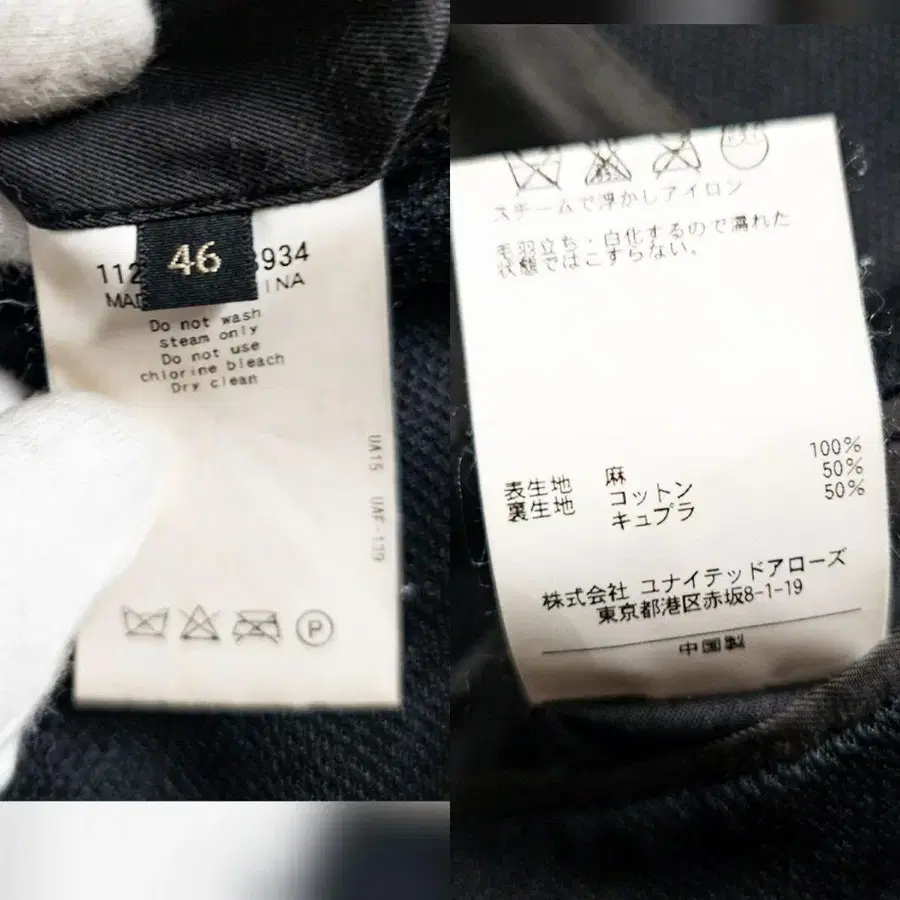 46
112 8934
MADE INA
Do not wash
steam only
Do not use
chlorine bleach
Dry clean
UA15 UAF-139
P
スチームで浮かしアイロン
毛羽立ち・白化するので濡れた
状態ではこすらない。
表生地 麻 100%
裏生地 コットン 50%
キュプラ 50%
株式会社 ユナイテッドアローズ
東京都港区赤坂8-1-19
中国製